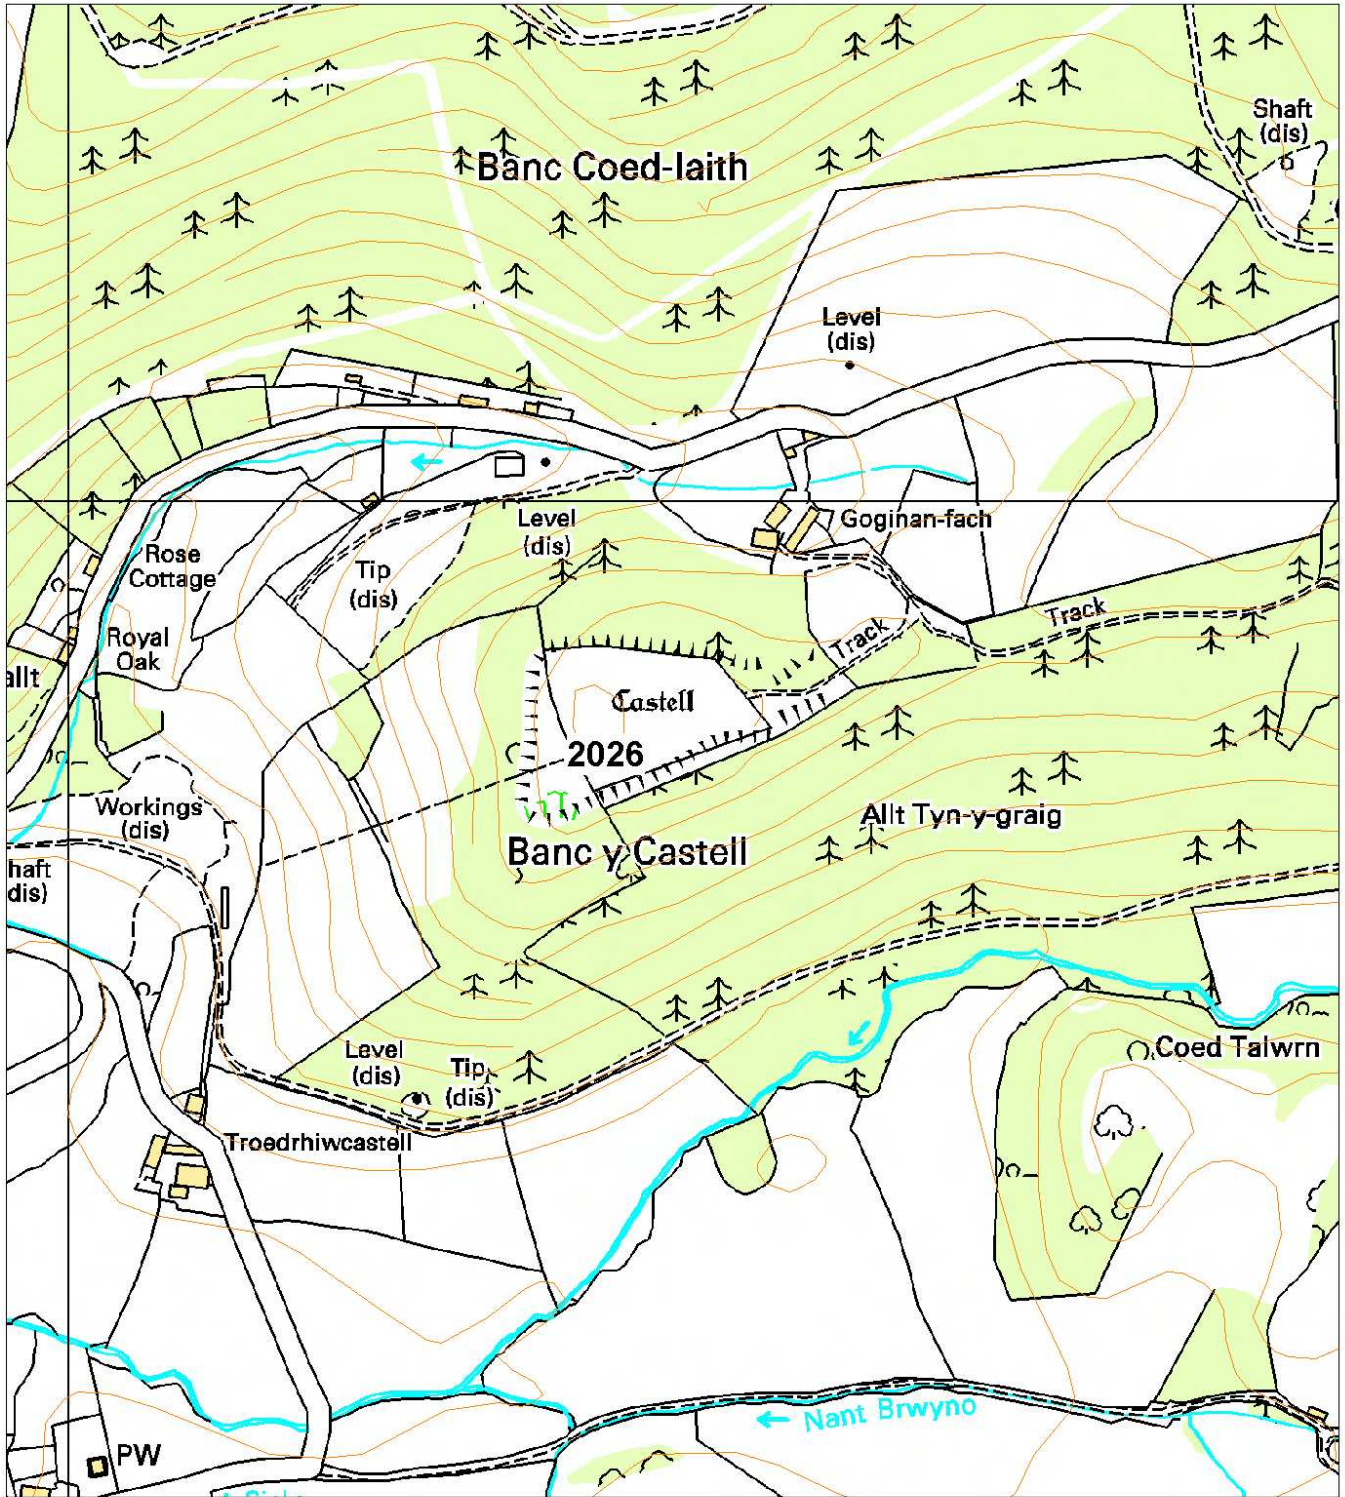 Shaft
(dis)
Banc Coed-laith
Level
(dis)
Level
(dis)
Goginan-fach
Rose
Cottage
Tip
(dis)
Track
Track
Royal
Oak
allt
Castell
2026
Workings
(dis)
Allt Tyn-y-graig
Banc y Castell
haft
dis)
Level
(dis)
Tip
(dis)
Coed Talwrn
Troedrhiwcastell
Nant Brwyno
PW